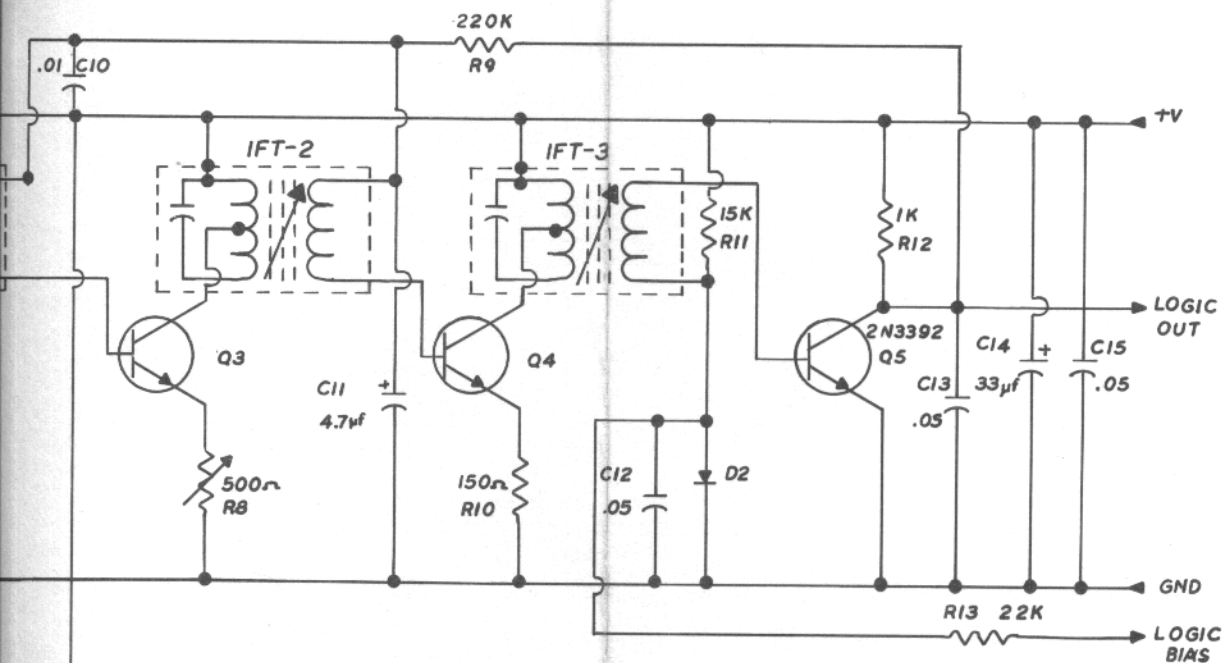 220K
R9
.01 C10
+V
IFT-2
IFT-3
15K
R11
1K
R12
LOGIC
OUT
2N3392
Q5
Q3
Q4
C11
+
4.7µf
C14
+
33µf
C15
.05
C13
.05
500Ω
R8
150Ω
R10
C12
.05
D2
GND
R13 22K
LOGIC
BIAS